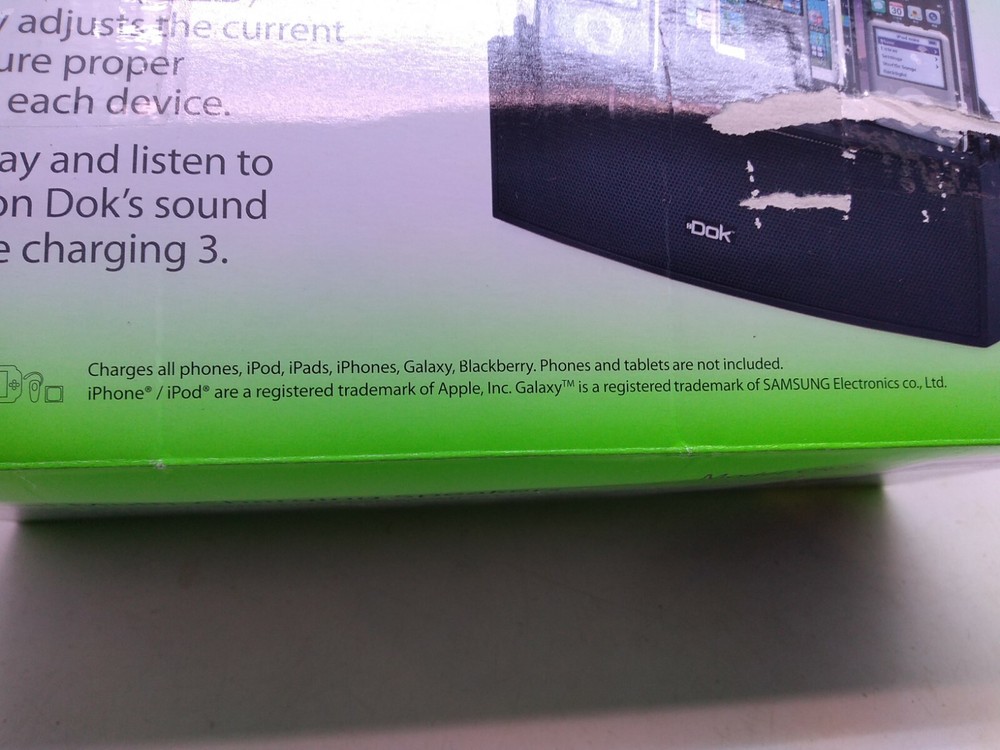 y adjusts the current
ure proper
each device.
ay and listen to
on Dok's sound
e charging 3.
Dok
Charges all phones, iPod, iPads, iPhones, Galaxy, Blackberry. Phones and tablets are not included.
iPhone® / iPod® are a registered trademark of Apple, Inc. Galaxy™ is a registered trademark of SAMSUNG Electronics co., Ltd.